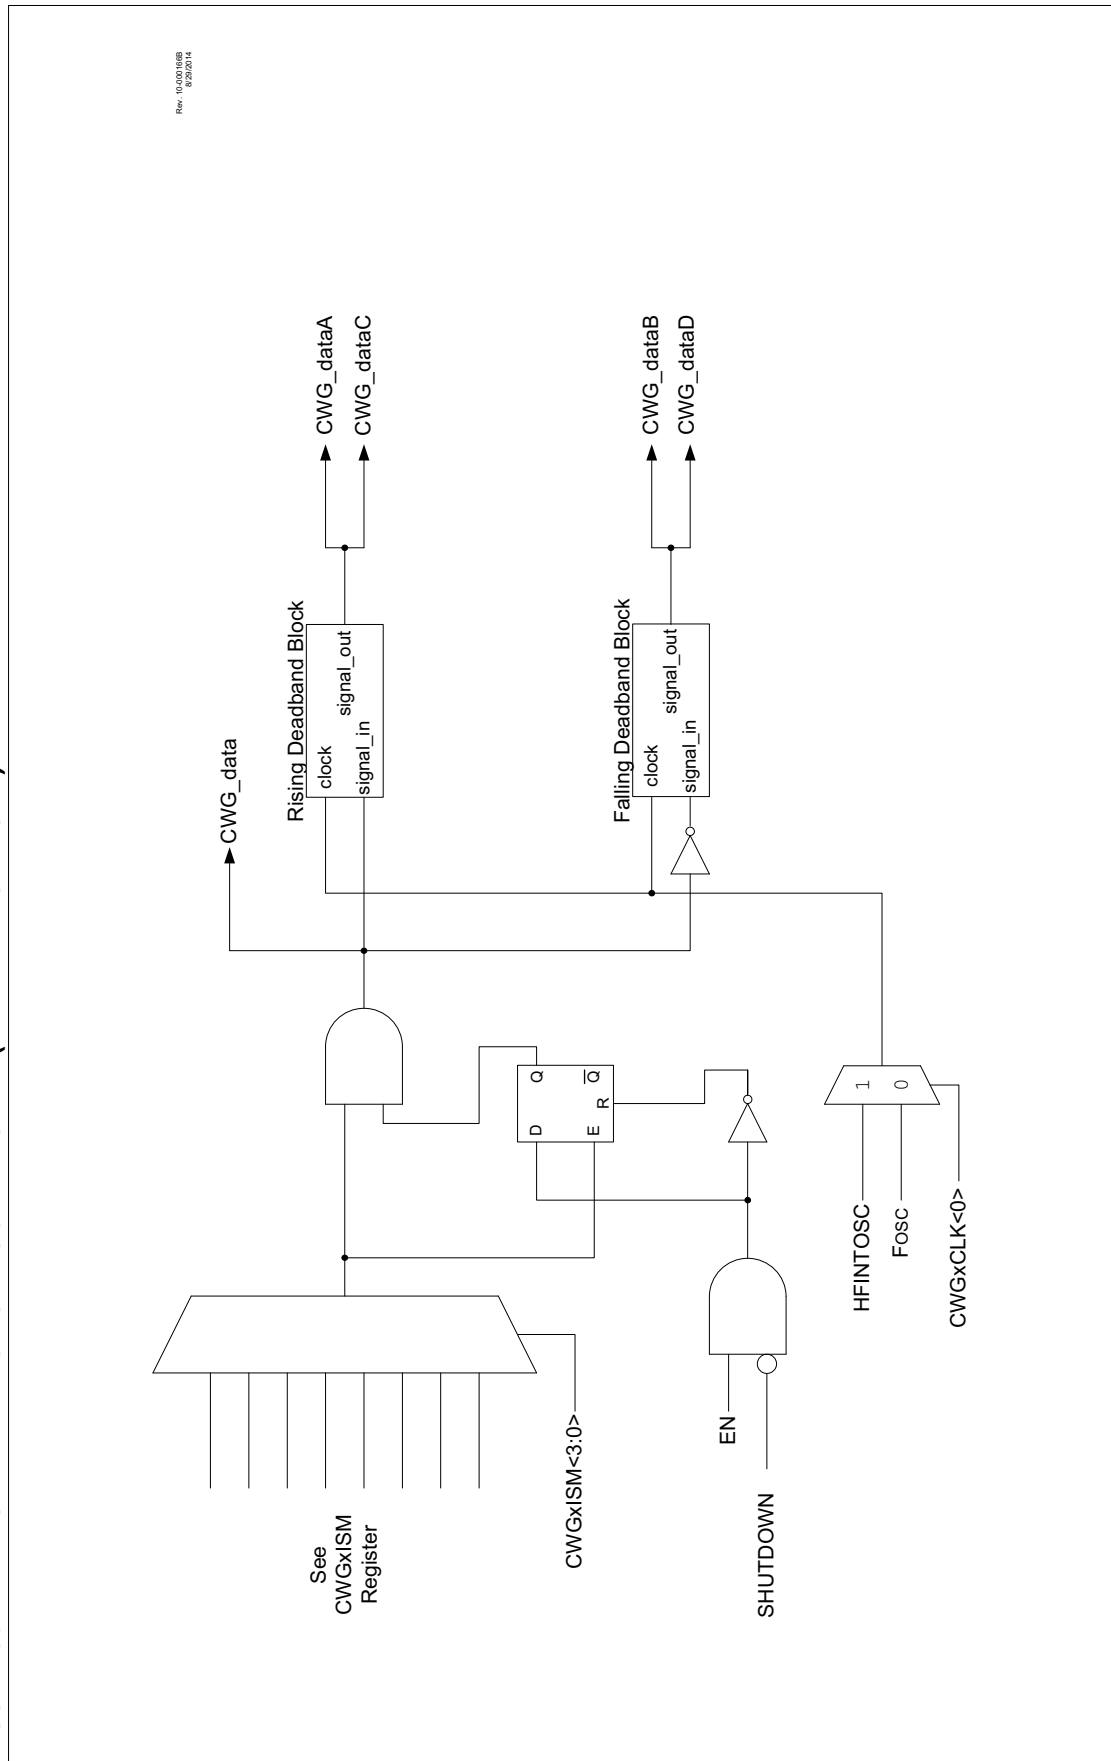 Rev. 10-000166B
8/29/2014
CWG_data
Rising Deadband Block
clock
signal_out
signal_in
CWG_dataA
CWG_dataC
Falling Deadband Block
clock
signal_out
signal_in
CWG_dataB
CWG_dataD
See
CWGxISM
Register
CWGxISM<3:0>
D
Q
E
R
Q
EN
SHUTDOWN
HFINTOSC
FOSC
1
0
CWGxCLK<0>